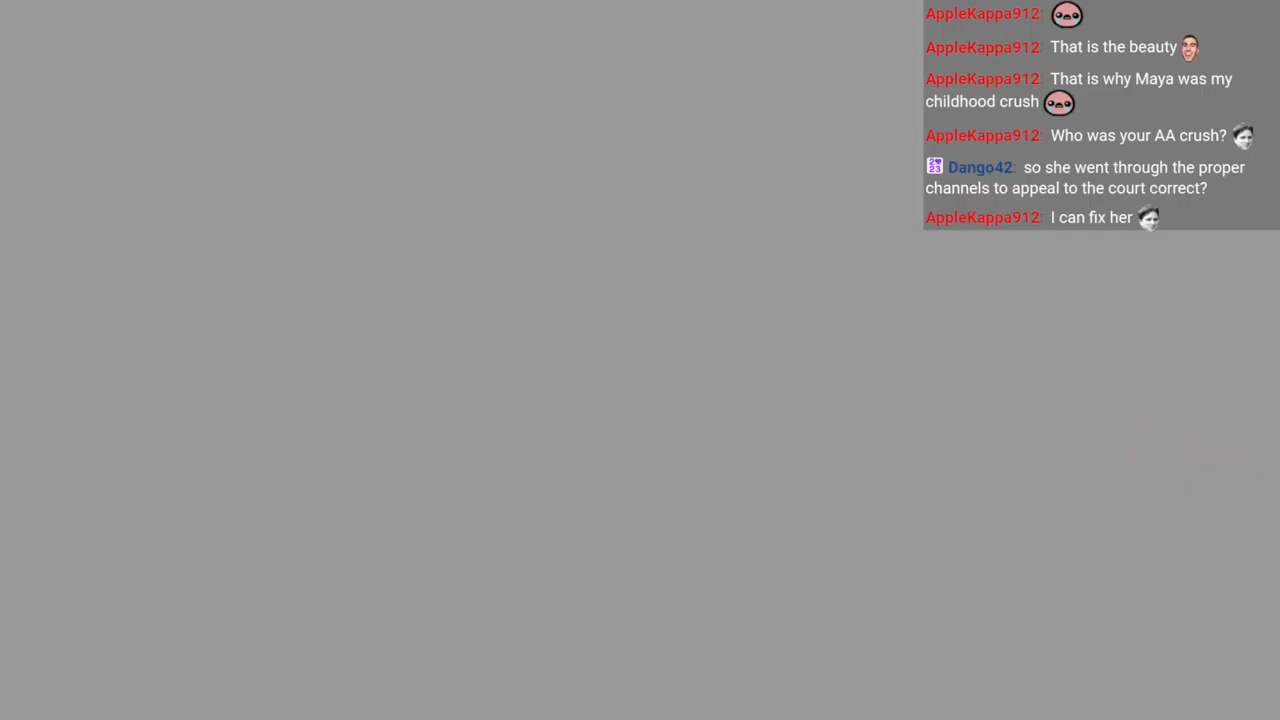 AppleKappa912:
AppleKappa912: That is the beauty
AppleKappa912: That is why Maya was my
childhood crush
AppleKappa912: Who was your AA crush?
Dango42: so she went through the proper
channels to appeal to the court correct?
AppleKappa912: I can fix her